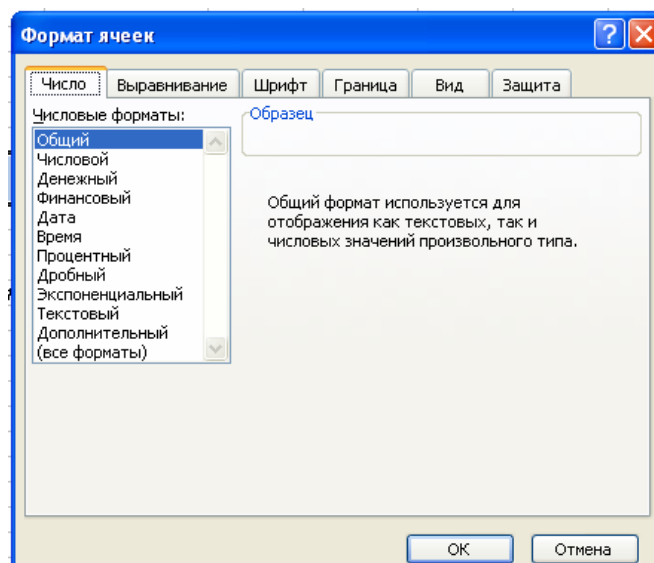 Формат ячеек
Число Выравнивание Шрифт Граница Вид Защита
Числовые форматы:
Общий
Числовой
Денежный
Финансовый
Дата
Время
Процентный
Дробный
Экспоненциальный
Текстовый
Дополнительный
(все форматы)
Образец
Общий формат используется для
отображения как текстовых, так и
числовых значений произвольного типа.
ОК Отмена